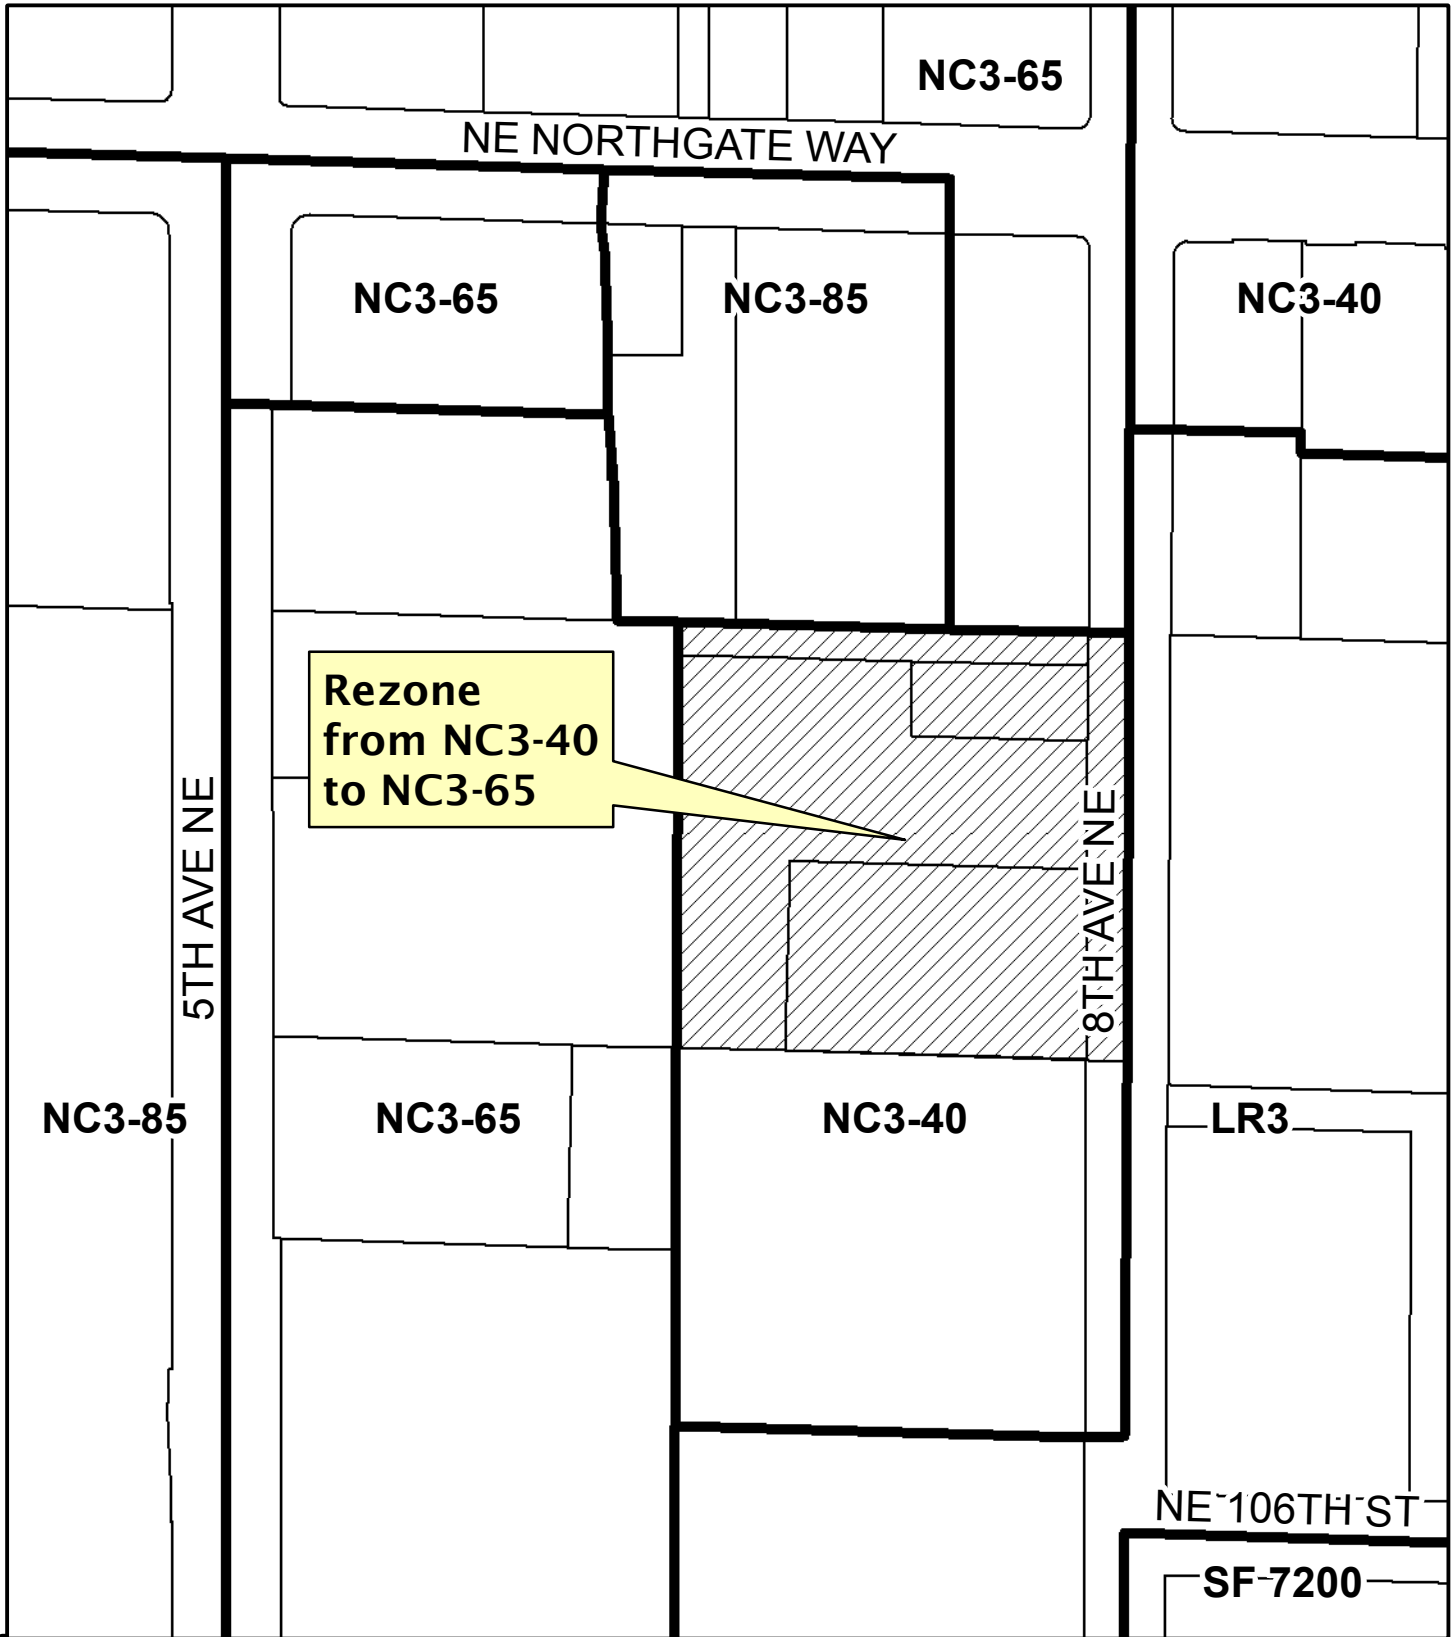 NC3-65
NE NORTHGATE WAY
NC3-65
NC3-85
NC3-40
Rezone
from NC3-40
to NC3-65
5TH AVE NE
8TH AVE NE
NC3-85
NC3-65
NC3-40
LR3
NE 106TH ST
SF 7200